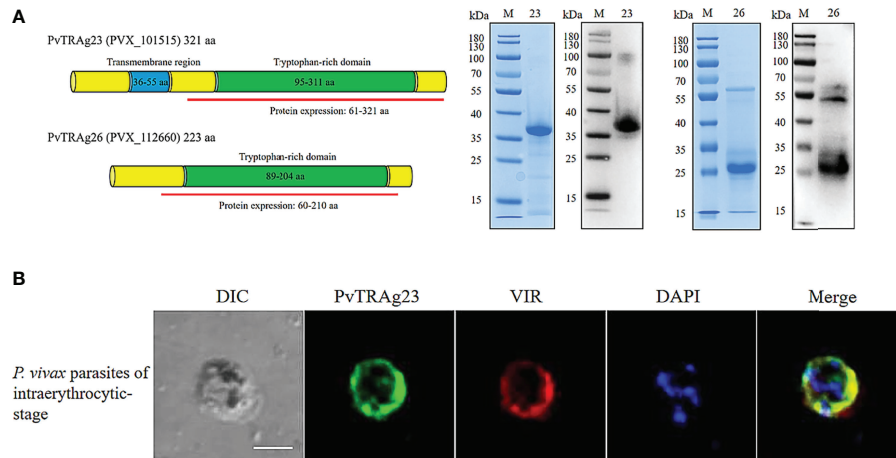 A
PvTRAg23 (PVX_101515) 321 aa
Transmembrane region
Tryptophan-rich domain
36-55 aa
95-311 aa
Protein expression: 61-321 aa
PvTRAg26 (PVX_112660) 223 aa
Tryptophan-rich domain
89-204 aa
Protein expression: 60-210 aa
kDa M 23
180
130
100
70
55
40
35
25
15
kDa M 23
180
130
100
70
55
40
35
25
15
kDa M 26
180
130
100
70
55
40
35
25
15
kDa M 26
180
130
100
70
55
40
35
25
15
B
DIC PvTRAg23 VIR DAPI Merge
P. vivax parasites of
intraerythrocytic-
stage